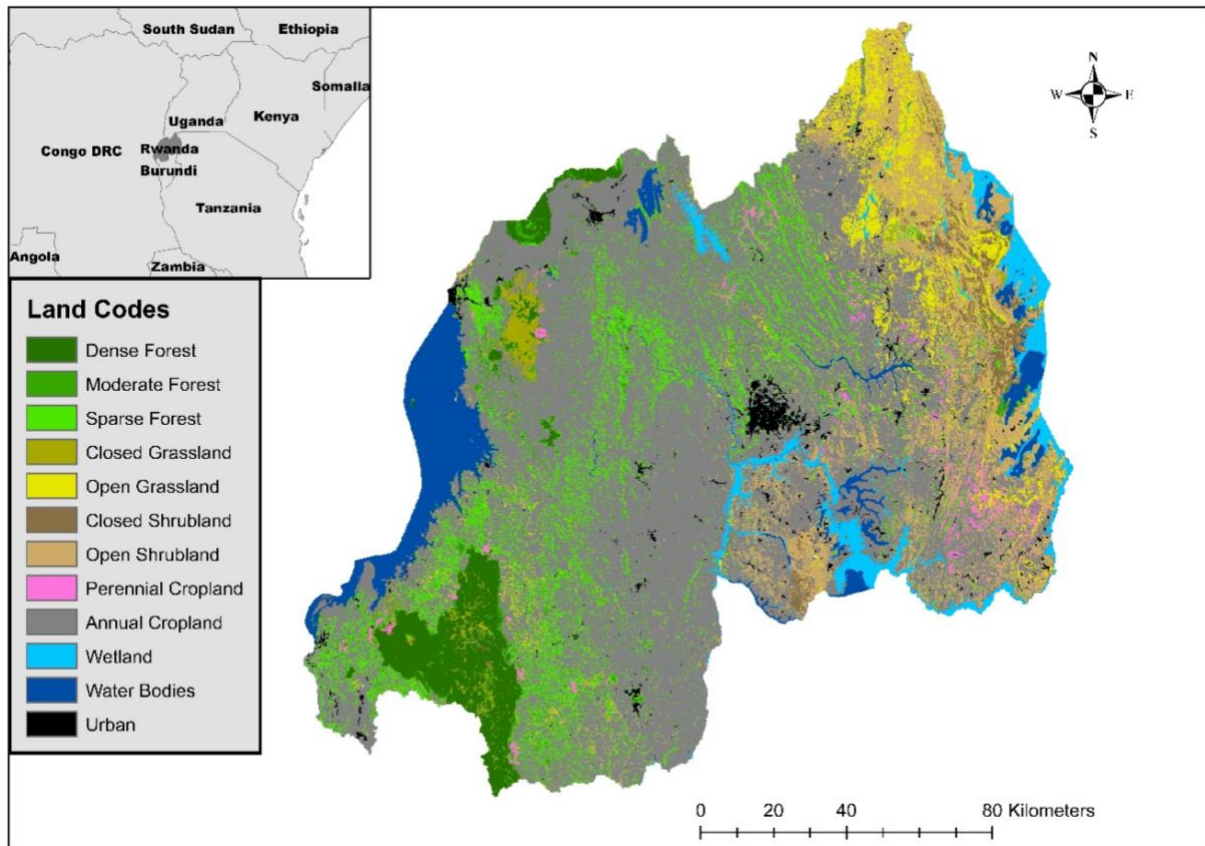 South Sudan
Ethiopia
Somalia
Uganda
Kenya
Congo DRC
Rwanda
Burundi
Tanzania
Angola
Zambia
N
W E
S
Land Codes
Dense Forest
Moderate Forest
Sparse Forest
Closed Grassland
Open Grassland
Closed Shrubland
Open Shrubland
Perennial Cropland
Annual Cropland
Wetland
Water Bodies
Urban
0 20 40 80 Kilometers